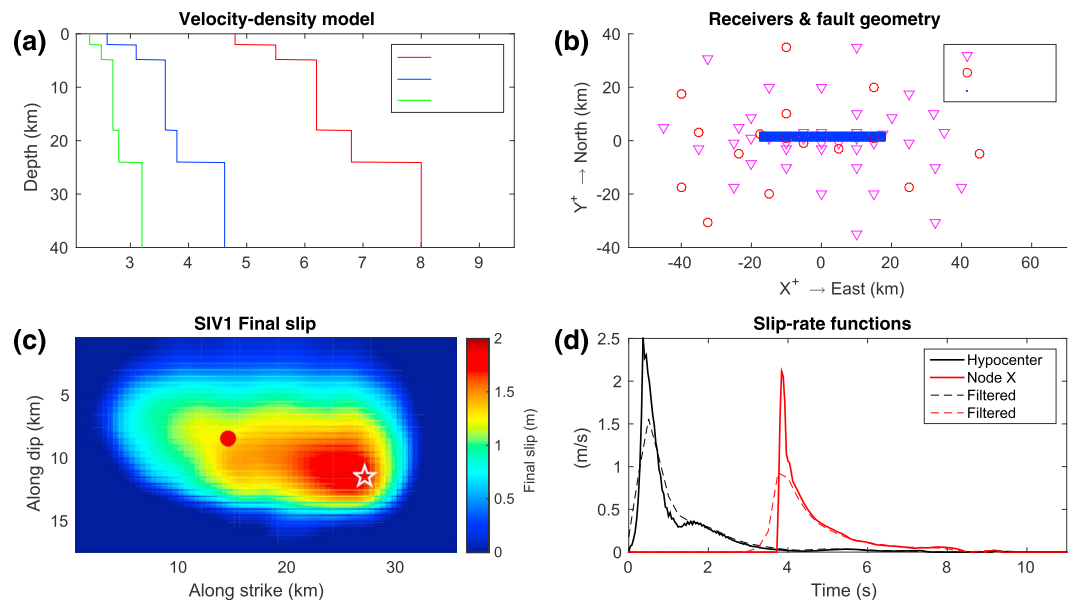 Velocity-density model
(a)
0
10
20
30
40
Depth (km)
3
4
5
6
7
8
9
Receivers & fault geometry
(b)
40
20
0
-20
-40
Y+ → North (km)
-40
-20
0
20
40
60
X+ → East (km)
SIV1 Final slip
(c)
5
10
15
Along dip (km)
10
20
30
Along strike (km)
2
1.5
1
0.5
0
Final slip (m)
Slip-rate functions
(d)
2.5
2
1.5
1
0.5
0
(m/s)
0
2
4
6
8
10
Time (s)
Hypocenter
Node X
Filtered
Filtered